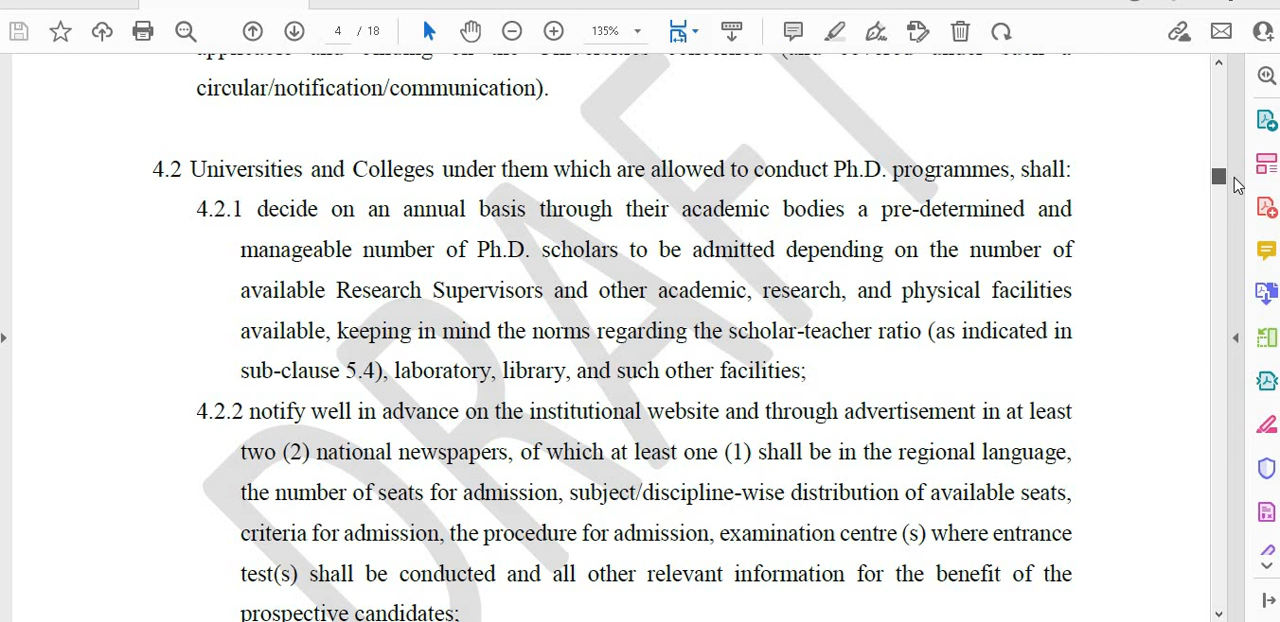 4 / 18
135%
circular/notification/communication).
4.2 Universities and Colleges under them which are allowed to conduct Ph.D. programmes, shall:
4.2.1 decide on an annual basis through their academic bodies a pre-determined and
manageable number of Ph.D. scholars to be admitted depending on the number of
available Research Supervisors and other academic, research, and physical facilities
available, keeping in mind the norms regarding the scholar-teacher ratio (as indicated in
sub-clause 5.4), laboratory, library, and such other facilities;
4.2.2 notify well in advance on the institutional website and through advertisement in at least
two (2) national newspapers, of which at least one (1) shall be in the regional language,
the number of seats for admission, subject/discipline-wise distribution of available seats,
criteria for admission, the procedure for admission, examination centre (s) where entrance
test(s) shall be conducted and all other relevant information for the benefit of the
prospective candidates;
DRAFT